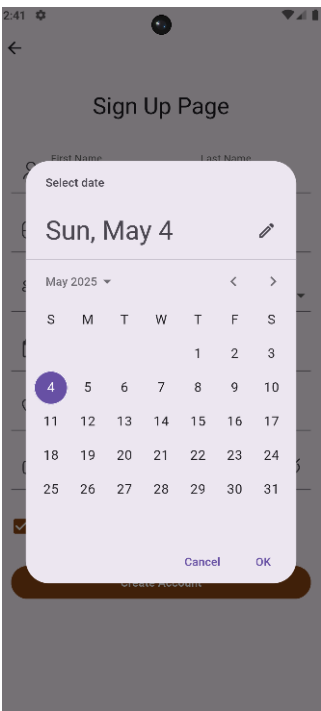 2:41
Sign Up Page
First Name Last Name
Select date
Sun, May 4
May 2025
S M T W T F S
1 2 3
4 5 6 7 8 9 10
11 12 13 14 15 16 17
18 19 20 21 22 23 24
25 26 27 28 29 30 31
Cancel OK
Create Account